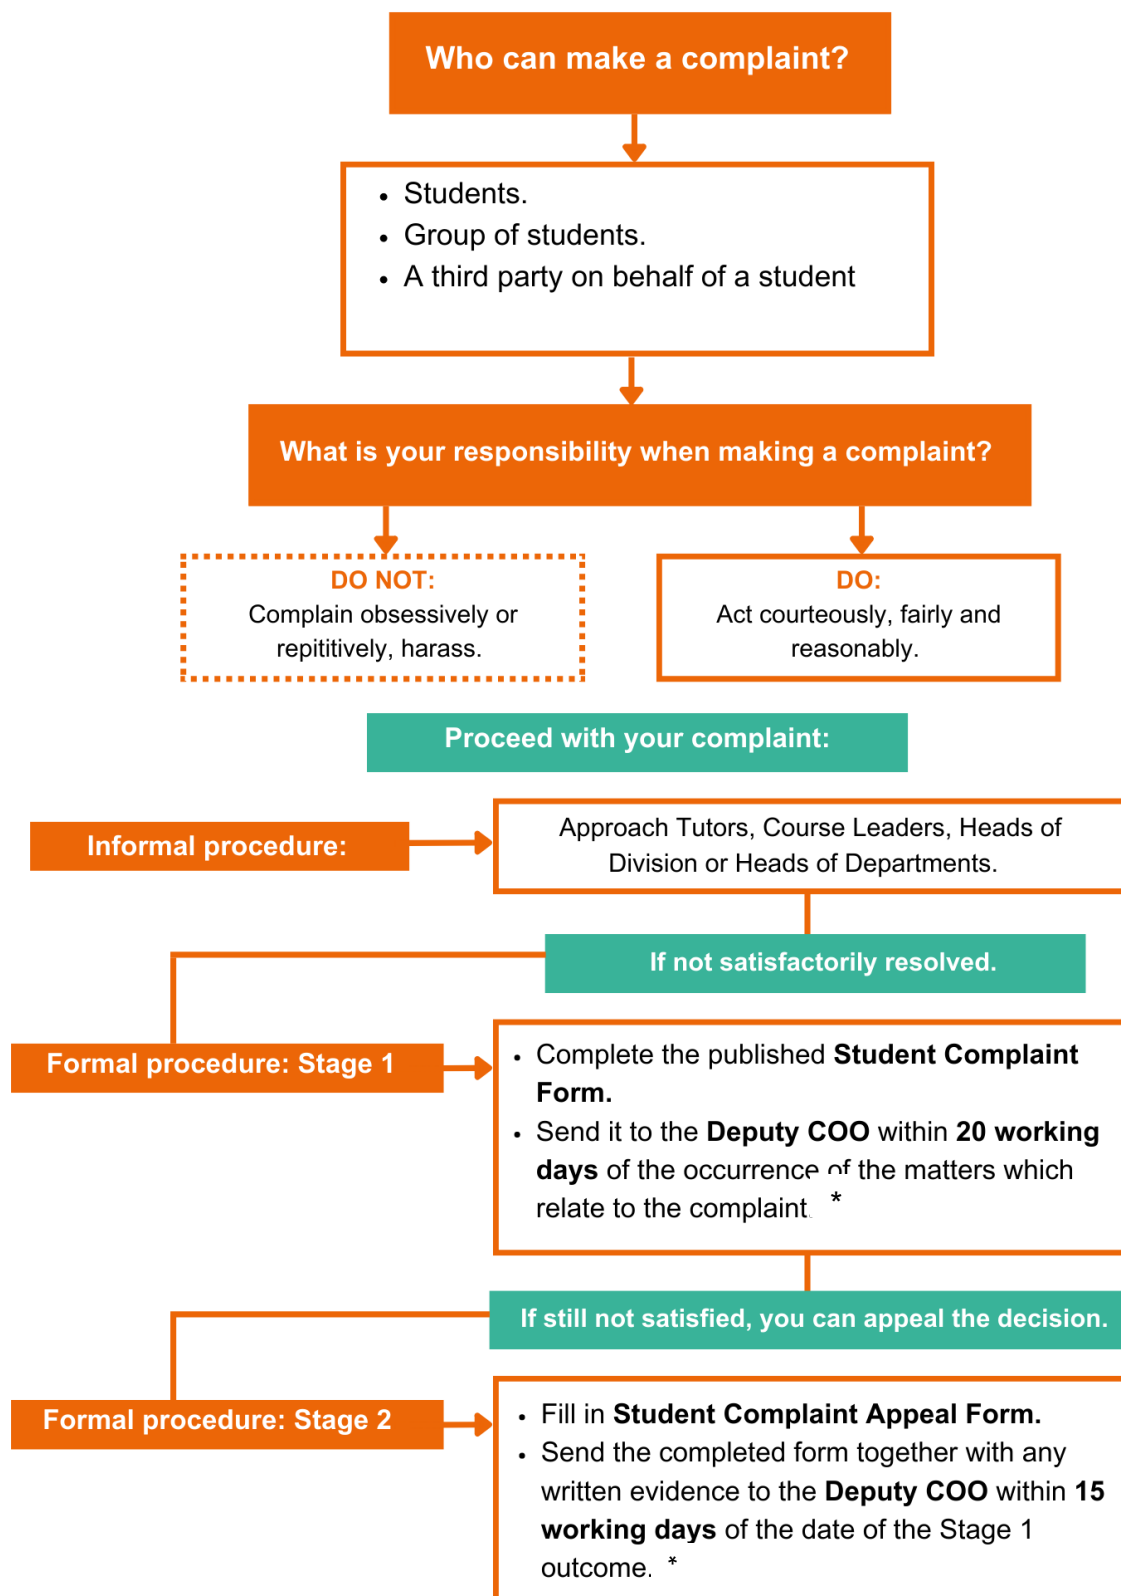 Who can make a complaint?
• Students.
• Group of students.
• A third party on behalf of a student
What is your responsibility when making a complaint?
DO NOT:
Complain obsessively or
repititively, harass.
DO:
Act courteously, fairly and
reasonably.
Proceed with your complaint:
Informal procedure:
Approach Tutors, Course Leaders, Heads of
Division or Heads of Departments.
If not satisfactorily resolved.
Formal procedure: Stage 1
• Complete the published Student Complaint
Form.
• Send it to the Deputy COO within 20 working
days of the occurrence of the matters which
relate to the complaint. *
If still not satisfied, you can appeal the decision.
Formal procedure: Stage 2
• Fill in Student Complaint Appeal Form.
• Send the completed form together with any
written evidence to the Deputy COO within 15
working days of the date of the Stage 1
outcome. *